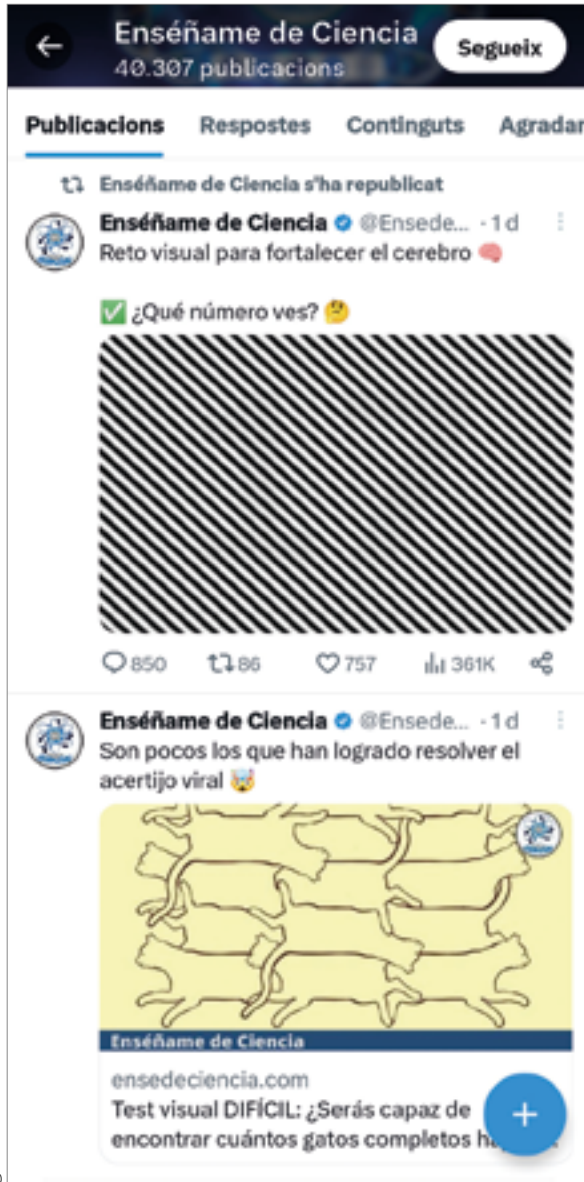 Enséñame de Ciencia
40.307 publicacions
Segueix
Publicacions Respostes Continguts Agradar
Enséñame de Ciencia s'ha republicat
Enséñame de Ciencia @Ensede... · 1 d
Reto visual para fortalecer el cerebro 🧠
✅ ¿Qué número ves? 🤔
850 86 757 361K
Enséñame de Ciencia @Ensede... · 1 d
Son pocos los que han logrado resolver el
acertijo viral 🤯
Enséñame de Ciencia
ensedeciencia.com
Test visual DIFÍCIL: ¿Serás capaz de
encontrar cuántos gatos completos